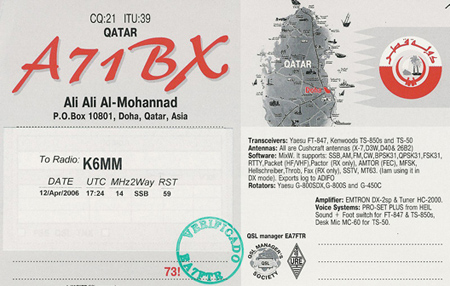 CQ:21 ITU:39
QATAR
A71BX
Ali Ali Al-Mohannad
P.O.Box 10801, Doha, Qatar, Asia
To Radio: K6MM
DATE UTC MHz 2Way RST
12/Apr/2006 17:24 14 SSB 59
73!
VERIFICADO
EA7FTR
QATAR
Transceivers: Yaesu FT-847, Kenwoods TS-850s and TS-50
Antennas: All are Cushcraft antennas (X-7,D3W,D40& 26B2)
Software: MixW. It supports: SSB,AM,FM,CW,BPSK31,QPSK31,FSK31,
RTTY,Packet(HF/VHF),Pactor (RX only), AMTOR (FEC), MFSK,
Hellschreiber,Throb, Fax (RX only), SSTV, MT63. (Iam using it in
DX mode). Exports log to ADIFO
Rotators: Yaesu G-800SDX,G-800S and G-450C
Amplifier: EMTRON DX-2sp & Tuner HC-2000.
Voice Systems: PRO-SET PLUS from HEIL
Sound + Foot switch for FT-847 & TS-850s,
Desk Mic MC-60 for TS-50.
QSL manager EA7FTR
QSL MANAGER'S
QSL
SOCIETY
URE